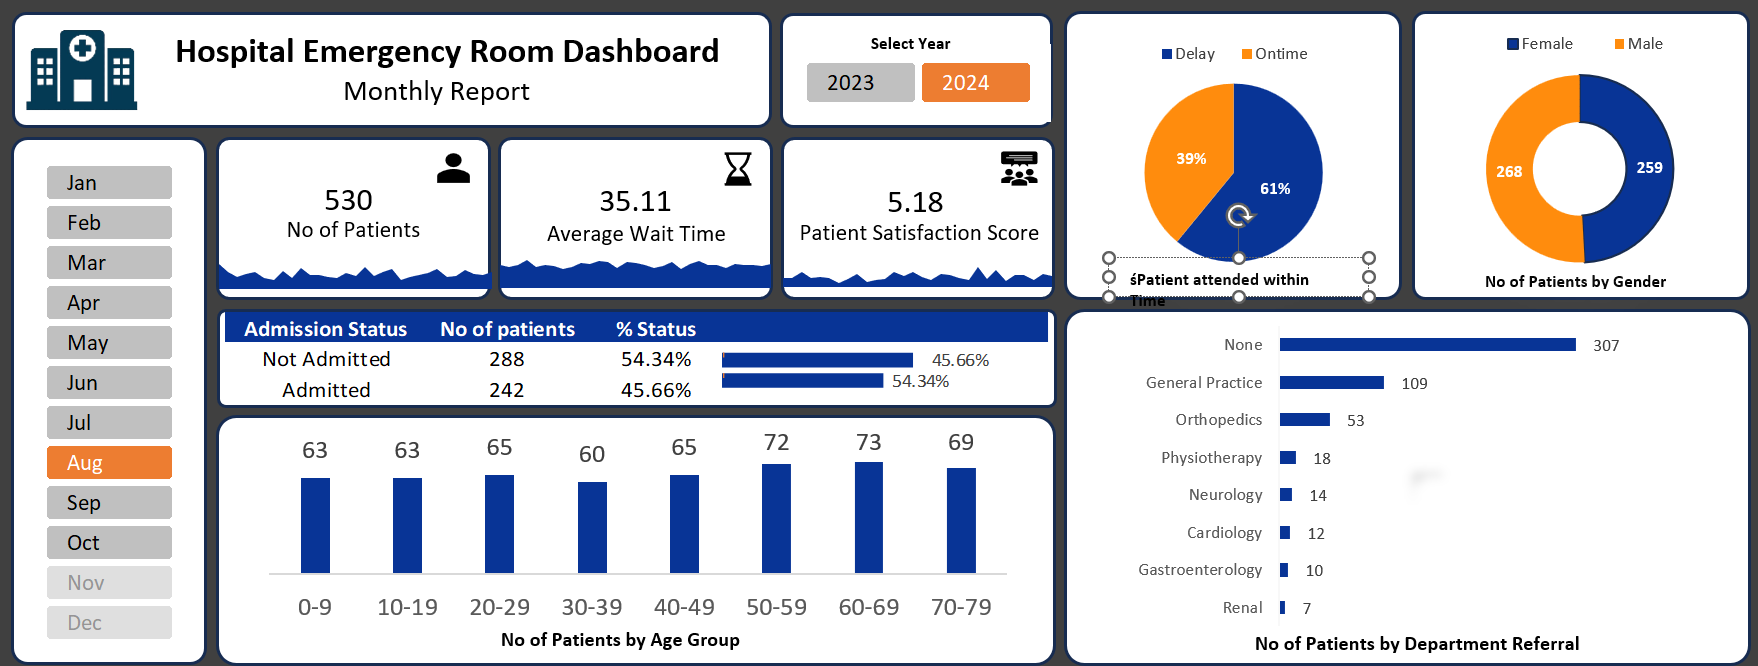 Hospital Emergency Room Dashboard
Monthly Report
Select Year
2023 2024
Jan
Feb
Mar
Apr
May
Jun
Jul
Aug
Sep
Oct
Nov
Dec
530
No of Patients
35.11
Average Wait Time
5.18
Patient Satisfaction Score
Delay Ontime
39%
61%
śPatient attended within
Time
Female Male
268 259
No of Patients by Gender
Admission Status No of patients % Status
Not Admitted 288 54.34% 45.66%
Admitted 242 45.66% 54.34%
63 63 65 60 65 72 73 69
0-9 10-19 20-29 30-39 40-49 50-59 60-69 70-79
No of Patients by Age Group
None 307
General Practice 109
Orthopedics 53
Physiotherapy 18
Neurology 14
Cardiology 12
Gastroenterology 10
Renal 7
No of Patients by Department Referral